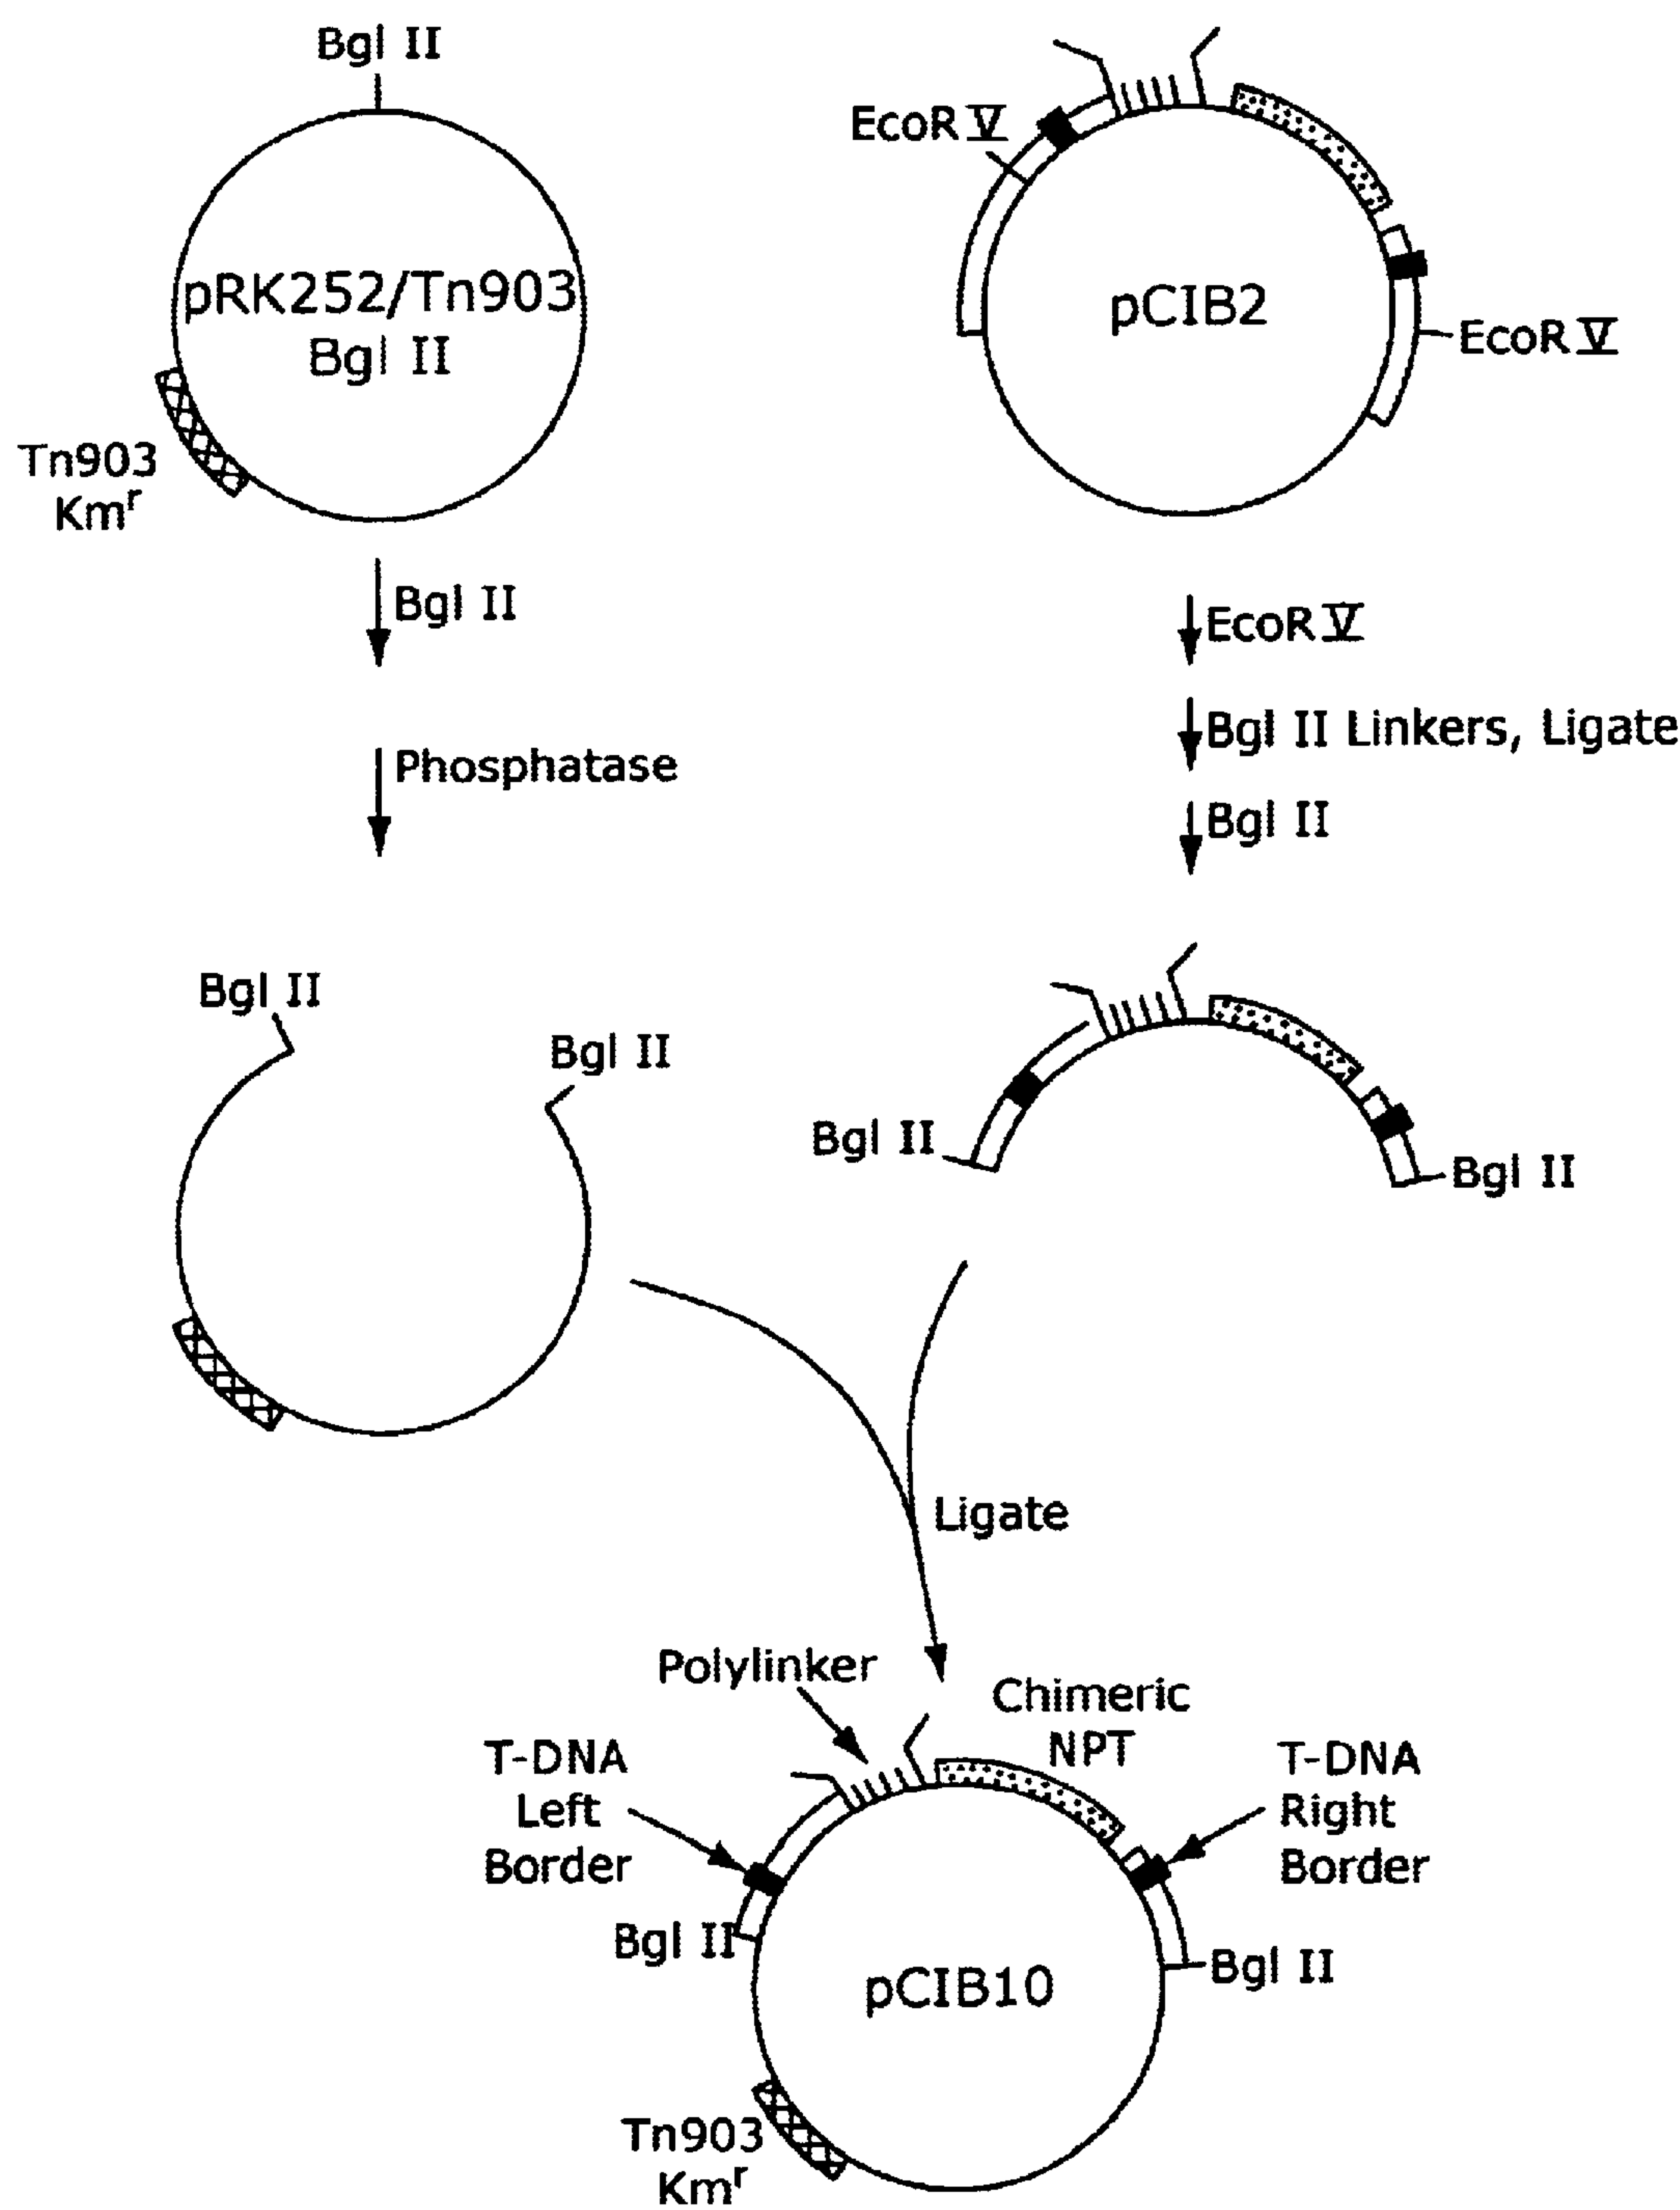 Bgl II
pRK252/Tn903
Bgl II
Tn903
Kmr
EcoR V
pCIB2
EcoR V
Bgl II
Phosphatase
EcoR V
Bgl II Linkers, Ligate
Bgl II
Bgl II
Bgl II
Bgl II
Bgl II
Ligate
Polylinker
Chimeric
NPT
T-DNA
Left
Border
T-DNA
Right
Border
Bgl II
Bgl II
pCIB10
Tn903
Kmr